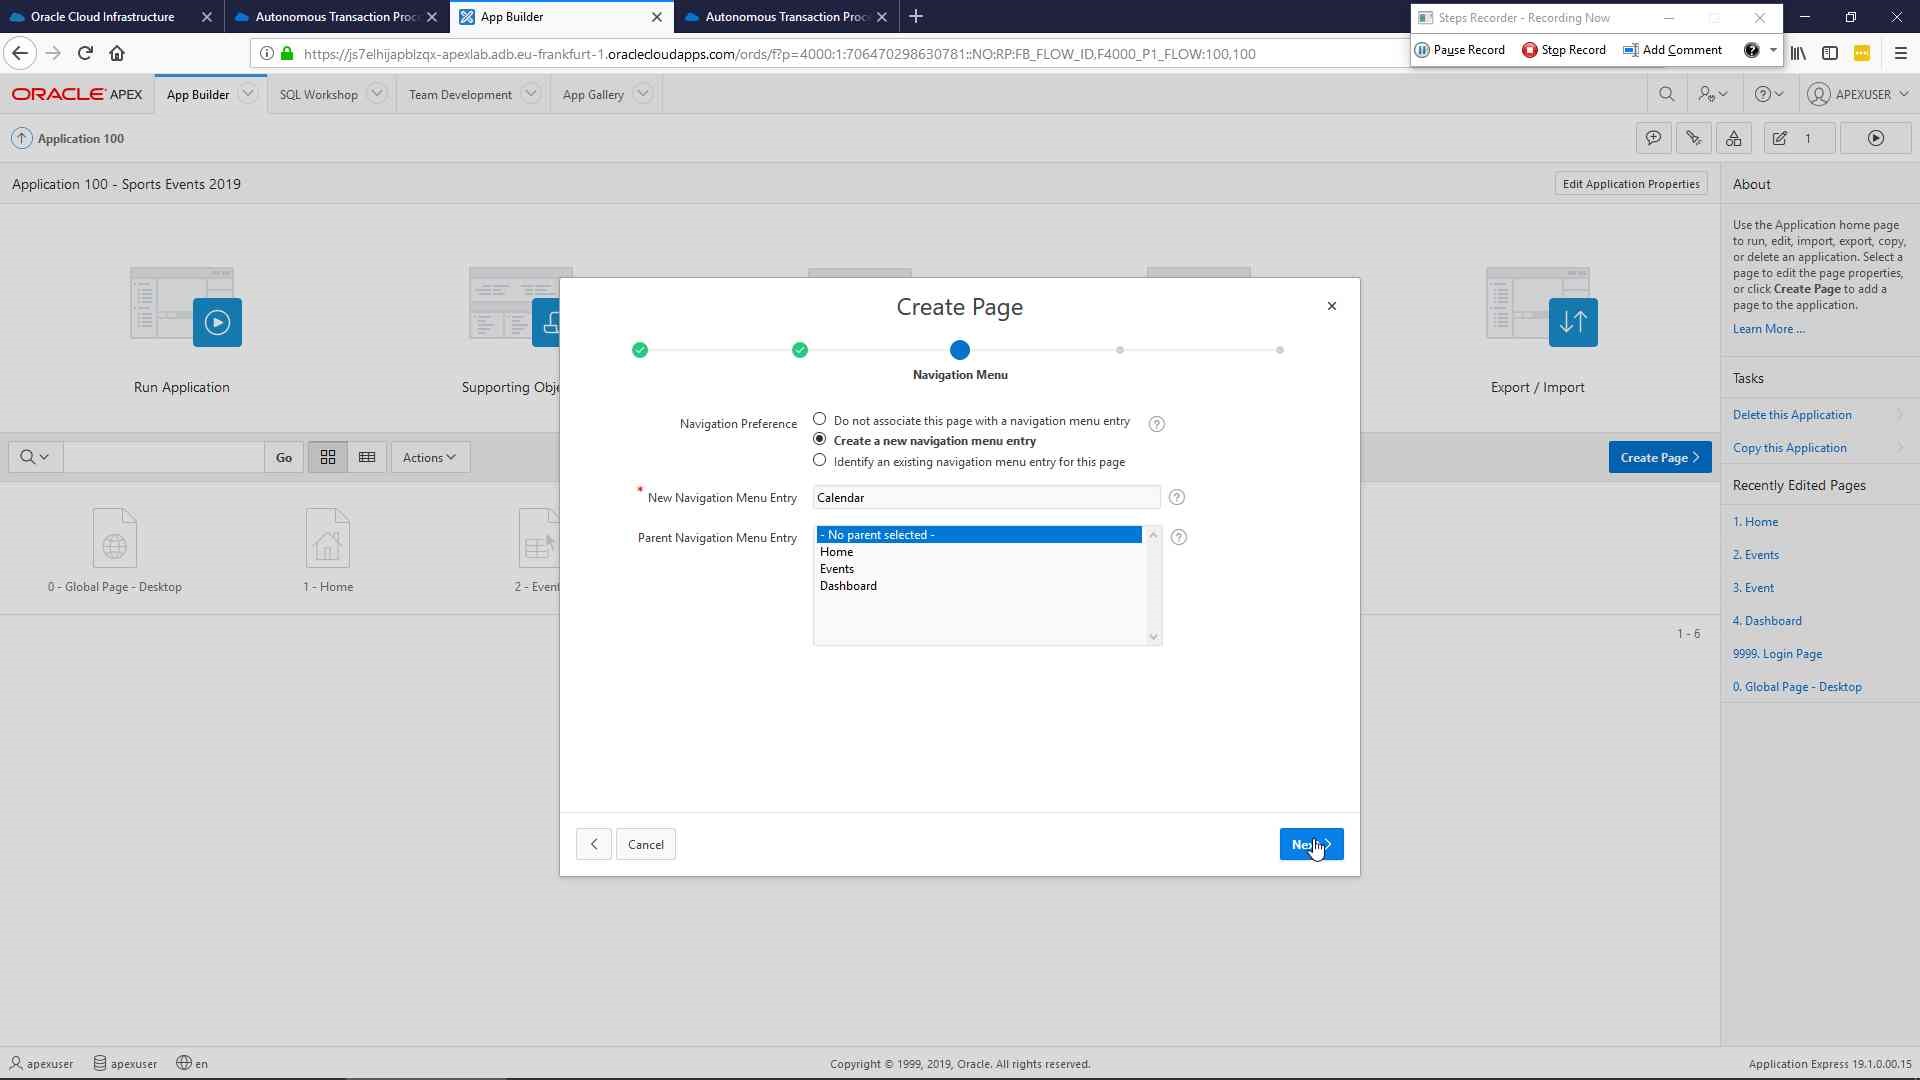 Oracle Cloud Infrastructure
Autonomous Transaction Proc
App Builder
Autonomous Transaction Proc
Steps Recorder - Recording Now
Pause Record
Stop Record
Add Comment
https://js7elhijapblzqx-apexlab.adb.eu-frankfurt-1.oraclecloudapps.com/ords/f?p=4000:1:706470298630781::NO:RP:FB_FLOW_ID,F4000_P1_FLOW:100,100
ORACLE APEX
App Builder
SQL Workshop
Team Development
App Gallery
APEXUSER
Application 100
1
Application 100 - Sports Events 2019
Edit Application Properties
About
Use the Application home page
to run, edit, import, export, copy,
or delete an application. Select a
page to edit the page properties,
or click Create Page to add a
page to the application.
Learn More ...
Run Application
Supporting Obje
Export / Import
Create Page
Navigation Menu
Navigation Preference
Do not associate this page with a navigation menu entry
Create a new navigation menu entry
Identify an existing navigation menu entry for this page
* New Navigation Menu Entry
Calendar
Parent Navigation Menu Entry
- No parent selected -
Home
Events
Dashboard
Cancel
Go
Actions
Create Page
Tasks
Delete this Application
Copy this Application
Recently Edited Pages
1. Home
2. Events
3. Event
4. Dashboard
9999. Login Page
0. Global Page - Desktop
0 - Global Page - Desktop
1 - Home
2 - Even
1 - 6
apexuser
apexuser
en
Copyright © 1999, 2019, Oracle. All rights reserved.
Application Express 19.1.0.00.15